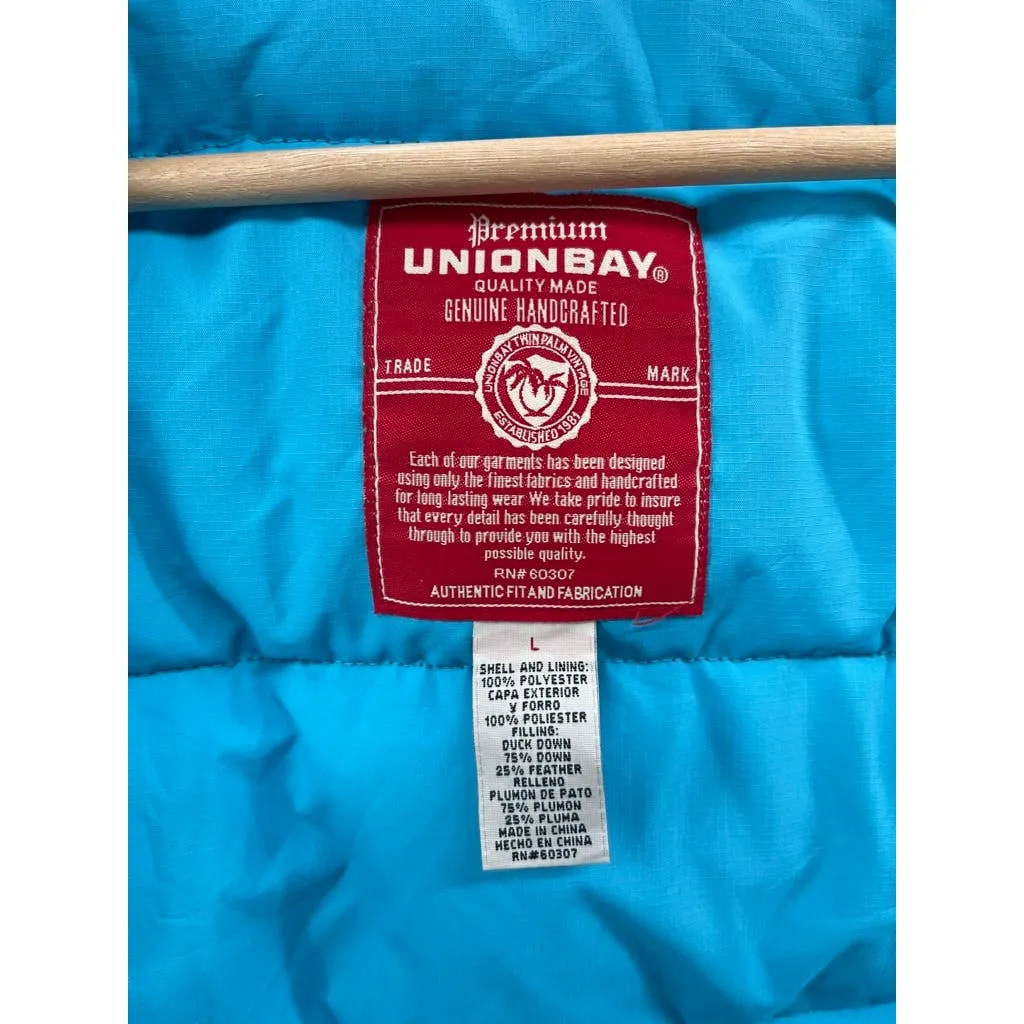 Premium
UNIONBAY®
QUALITY MADE
GENUINE HANDCRAFTED
TRADE MARK
UNIONBAY TWIN PALM VINTAGE
ESTABLISHED 1981
Each of our garments has been designed
using only the finest fabrics and handcrafted
for long lasting wear We take pride to insure
that every detail has been carefully thought
through to provide you with the highest
possible quality.
RN# 60307
AUTHENTIC FIT AND FABRICATION
L
SHELL AND LINING:
100% POLYESTER
CAPA EXTERIOR
y FORRO
100% POLIESTER
FILLING:
DUCK DOWN
75% DOWN
25% FEATHER
RELLENO
PLUMON DE PATO
75% PLUMON
25% PLUMA
MADE IN CHINA
HECHO EN CHINA
RN#60307